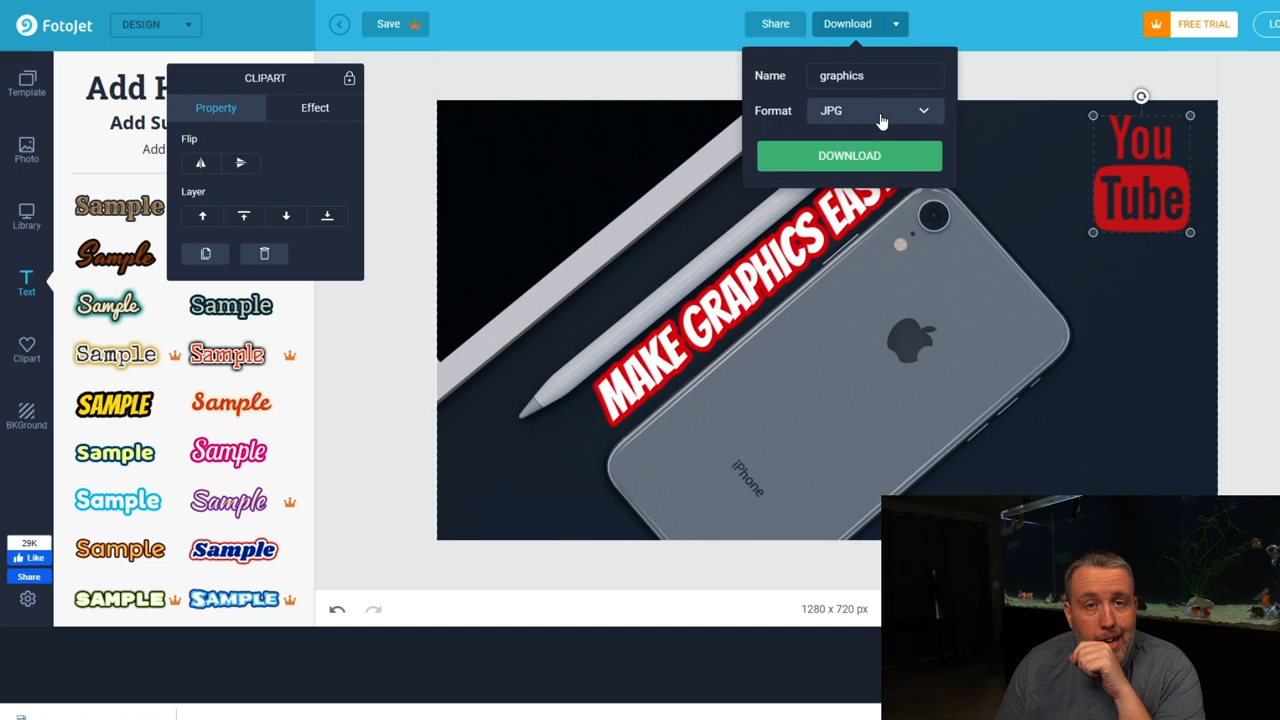 FotoJet
DESIGN
Save
Share
Download
FREE TRIAL
LO
Template
Photo
Library
Text
Clipart
BKGround
29K
Like
Share
Add H
Add Su
Add
CLIPART
Property
Effect
Flip
Layer
Sample
Sample
Sample
Sample
Sample
Sample
SAMPLE
Sample
Sample
Sample
Sample
Sample
Sample
Sample
SAMPLE
SAMPLE
Name
graphics
Format
JPG
DOWNLOAD
You
Tube
MAKE GRAPHICS EAS
iPhone
1280 x 720 px